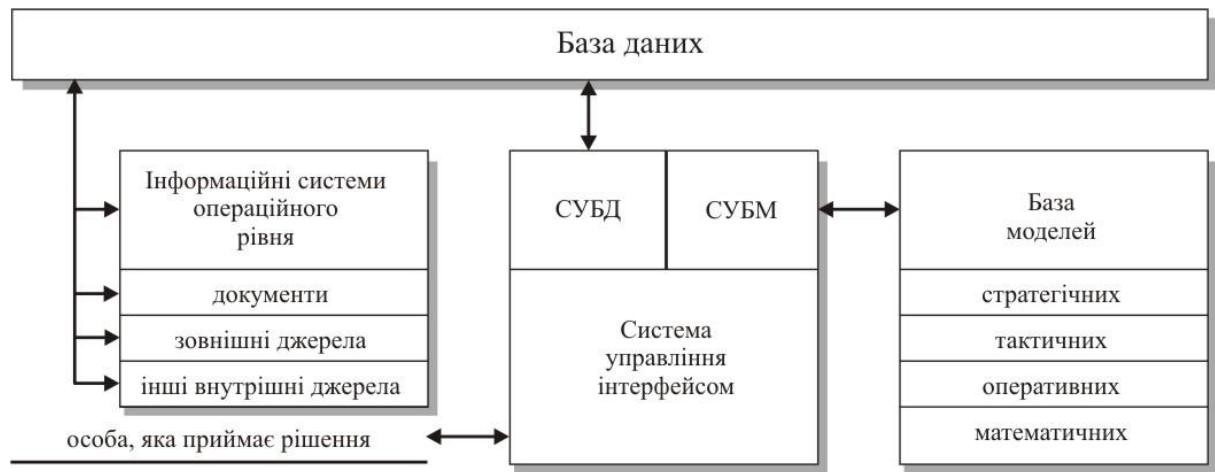 База даних
Інформаційні системи
операційного
рівня
документи
зовнішні джерела
інші внутрішні джерела
особа, яка приймає рішення
СУБД
СУБМ
Система
управління
інтерфейсом
База
моделей
стратегічних
тактичних
оперативних
математичних